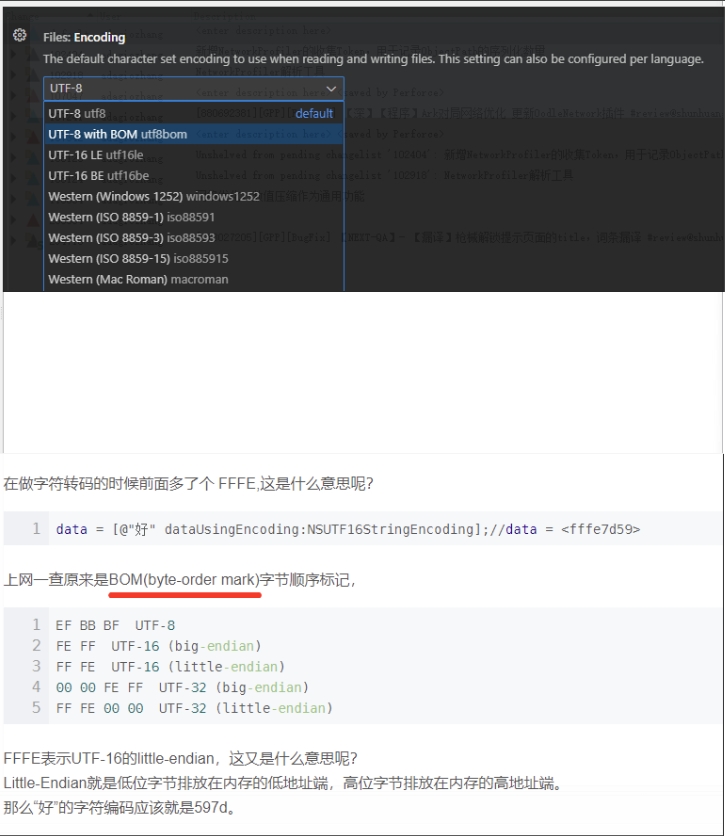 Files: Encoding
The default character set encoding to use when reading and writing files. This setting can also be configured per language.
UTF-8
UTF-8 utf8 default
UTF-8 with BOM utf8bom
UTF-16 LE utf16le
UTF-16 BE utf16be
Western (Windows 1252) windows1252
Western (ISO 8859-1) iso88591
Western (ISO 8859-3) iso88593
Western (ISO 8859-15) iso885915
Western (Mac Roman) macroman
在做字符转码的时候前面多了个 FFFE,这是什么意思呢?
1 data = [@"好" dataUsingEncoding:NSUTF16StringEncoding];//data = <fffe7d59>
上网一查原来是BOM(byte-order mark)字节顺序标记，
1 EF BB BF UTF-8
2 FE FF UTF-16 (big-endian)
3 FF FE UTF-16 (little-endian)
4 00 00 FE FF UTF-32 (big-endian)
5 FF FE 00 00 UTF-32 (little-endian)
FFFE表示UTF-16的little-endian，这又是什么意思呢?
Little-Endian就是低位字节排放在内存的低地址端，高位字节排放在内存的高地址端。
那么“好”的字符编码应该就是597d。